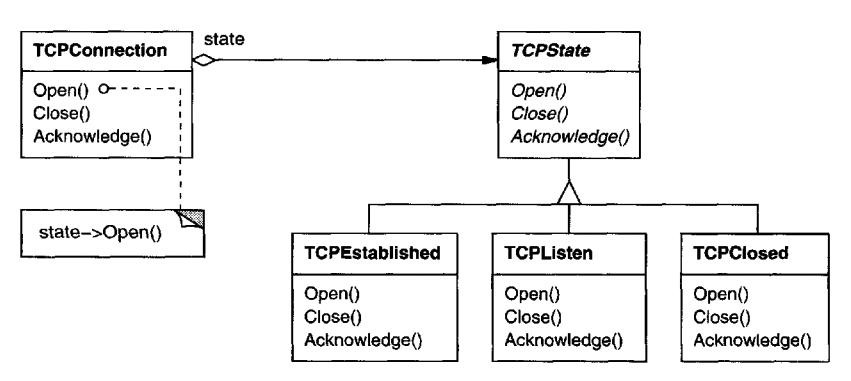 TCPConnection
Open()
Close()
Acknowledge()
state
TCPState
Open()
Close()
Acknowledge()
state->Open()
TCPEstablished
Open()
Close()
Acknowledge()
TCPListen
Open()
Close()
Acknowledge()
TCPClosed
Open()
Close()
Acknowledge()